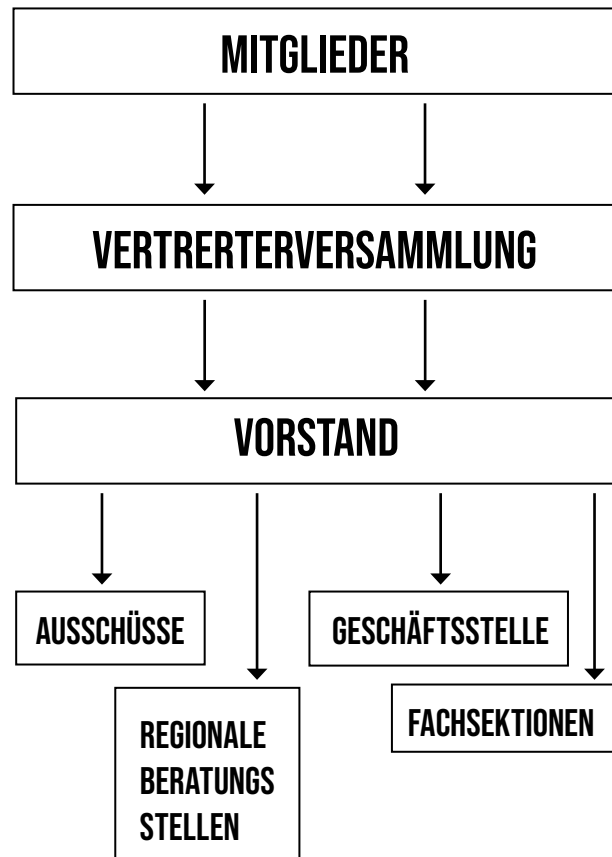 MITGLIEDER
VERTRERTERVERSAMMLUNG
VORSTAND
AUSSCHÜSSE
GESCHÄFTSSTELLE
REGIONALE
BERATUNGS
STELLEN
FACHSEKTIONEN